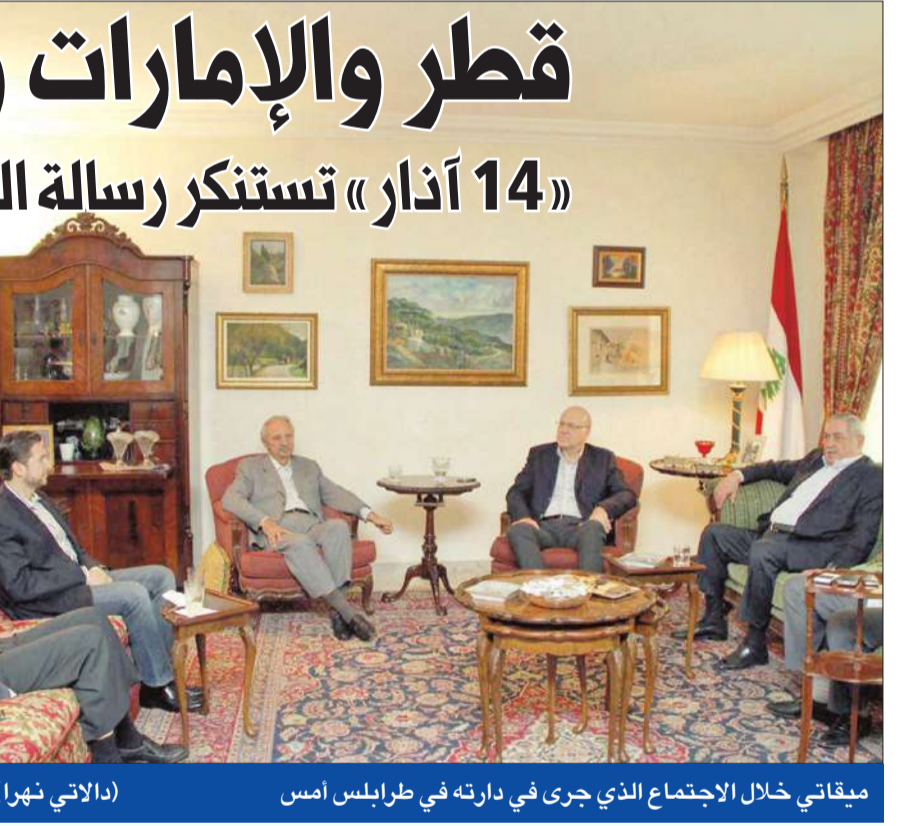 قطر والإمارات
«14 آذار» تستنكر رسالة
ميقاتي خلال الاجتماع الذي جرى في دارته في طرابلس أمس
(دالاتي نهرا)